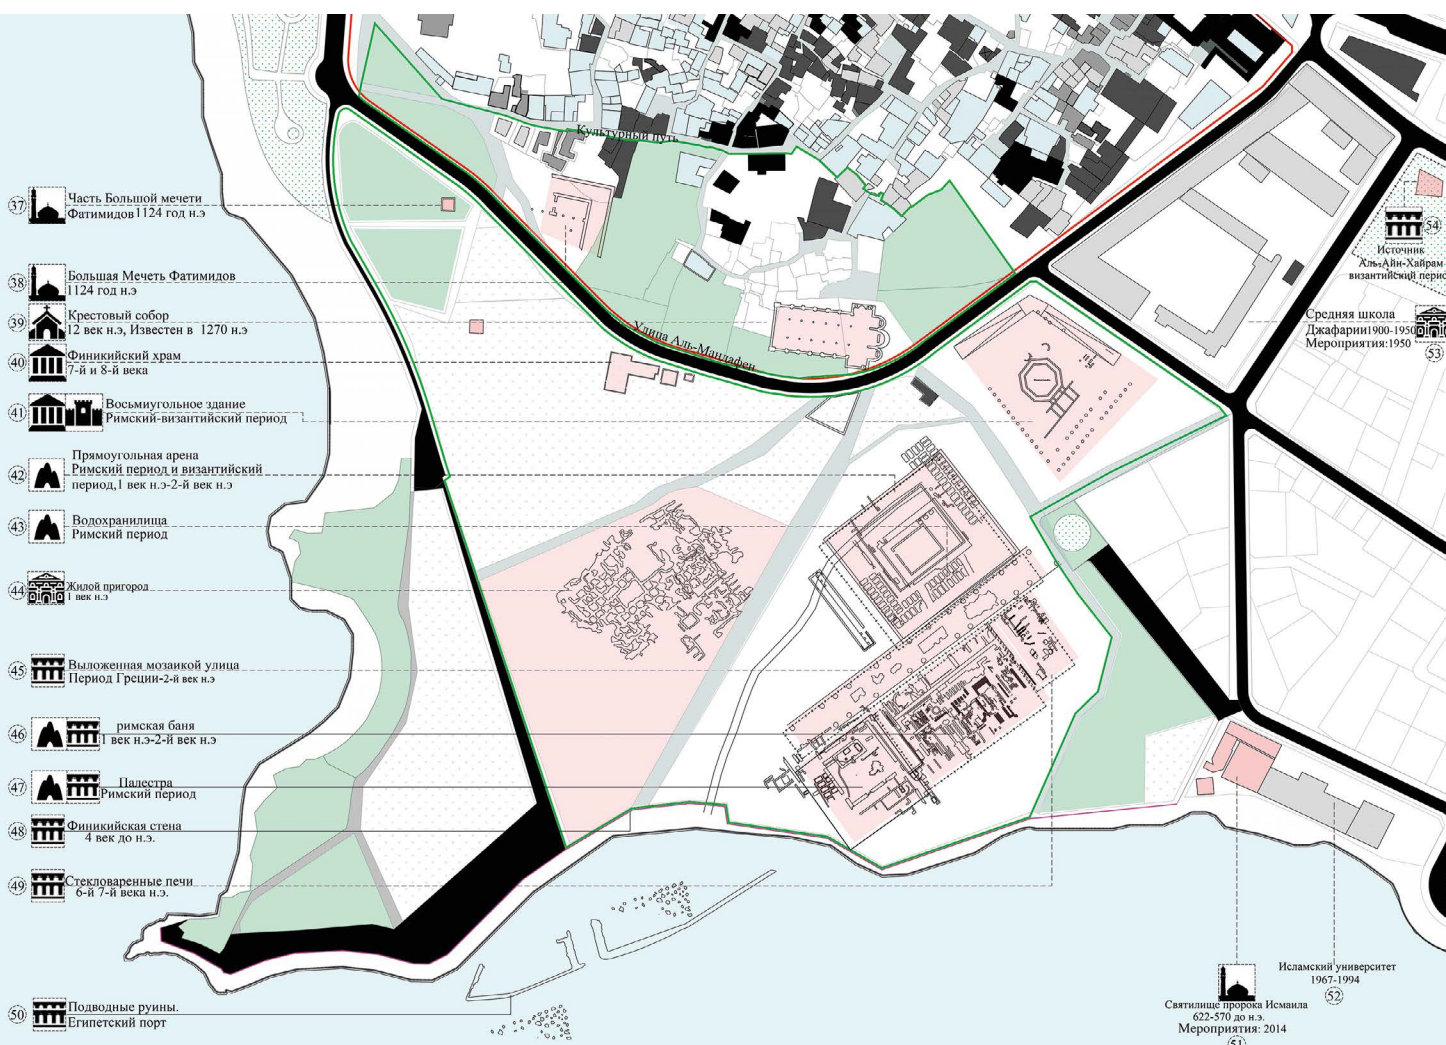 Культурный путь
Улица Аль-Мандафен
37
Часть Большой мечети
Фатимидов 1124 год н.э
38
Большая Мечеть Фатимидов
1124 год н.э
39
Крестовый собор
12 век н.э, Известен в 1270 н.э
40
Финикийский храм
7-й и 8-й века
41
Восьмиугольное здание
Римский-византийский период
42
Прямоугольная арена
Римский период и византийский
период,1 век н.э-2-й век н.э
43
Водохранилища
Римский период
44
Жилой пригород
1 век н.э
45
Выложенная мозаикой улица
Период Греции-2-й век н.э
46
римская баня
1 век н.э-2-й век н.э
47
Палестра
Римский период
48
Финикийская стена
4 век до н.э.
49
Стекловаренные печи
6-й 7-й века н.э.
50
Подводные руины.
Египетский порт
54
Источник
Аль-Айн-Хайрам
византийский период
Средняя школа
Джафарии1900-1950
Мероприятия:1950
53
Исламский университет
1967-1994
52
Святилище пророка Исмаила
622-570 до н.э.
Мероприятия: 2014
51